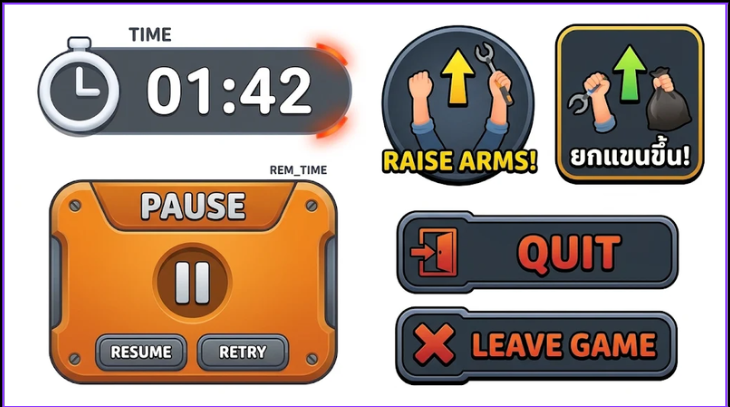 TIME
01:42
RAISE ARMS!
ยกแขนขึ้น!
REM_TIME
PAUSE
RESUME
RETRY
QUIT
LEAVE GAME